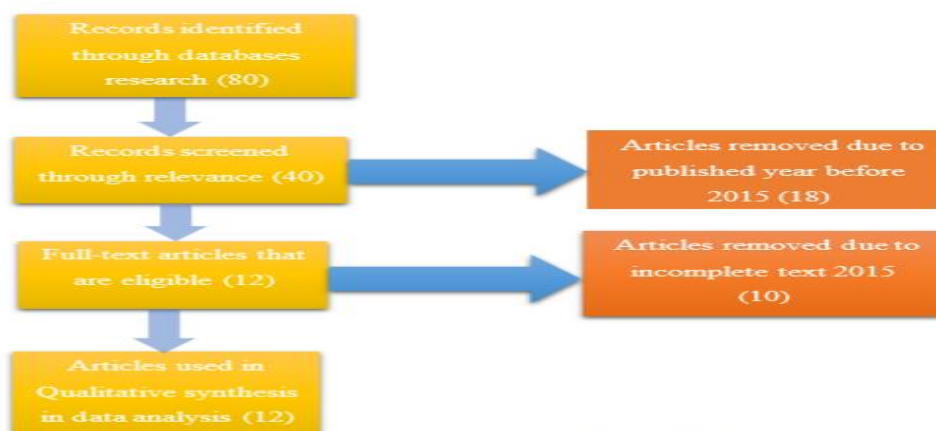 Records identified
through databases
research (80)
Records screened
through relevance (40)
Articles removed due to
published year before
2015 (18)
Full-text articles that
are eligible (12)
Articles removed due to
incomplete text 2015
(10)
Articles used in
Qualitative synthesis
in data analysis (12)